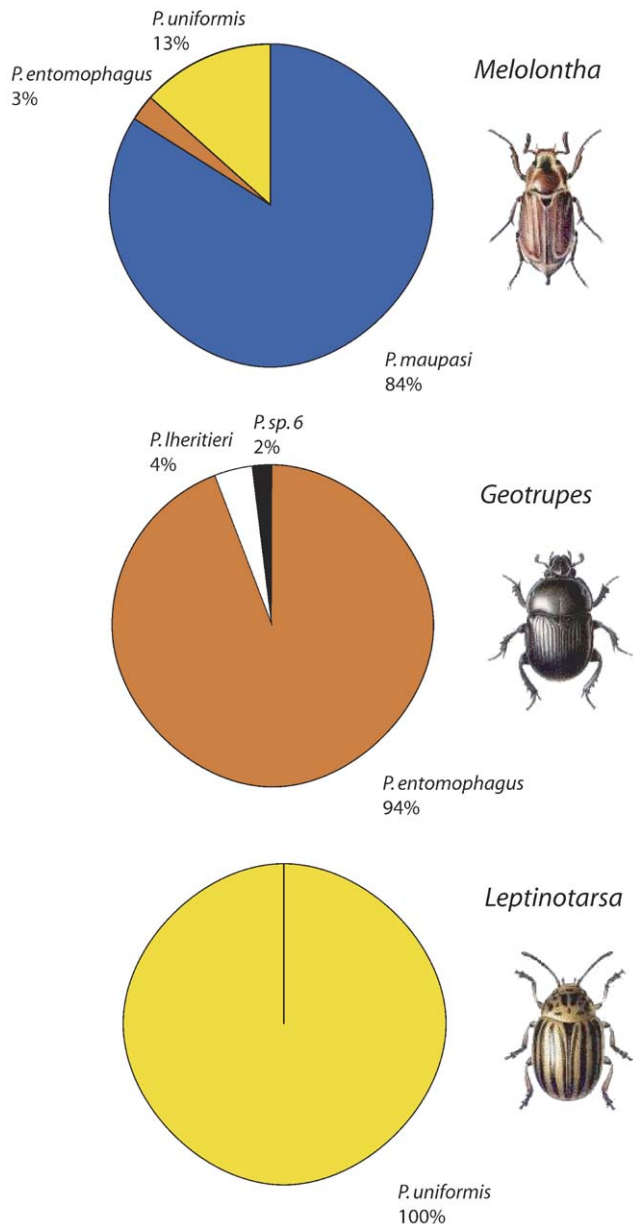 P. uniformis
13%
P. entomophagus
3%
Melolontha
P. maupasi
84%
P. lheritieri
4%
P. sp. 6
2%
Geotrupes
P. entomophagus
94%
Leptinotarsa
P. uniformis
100%